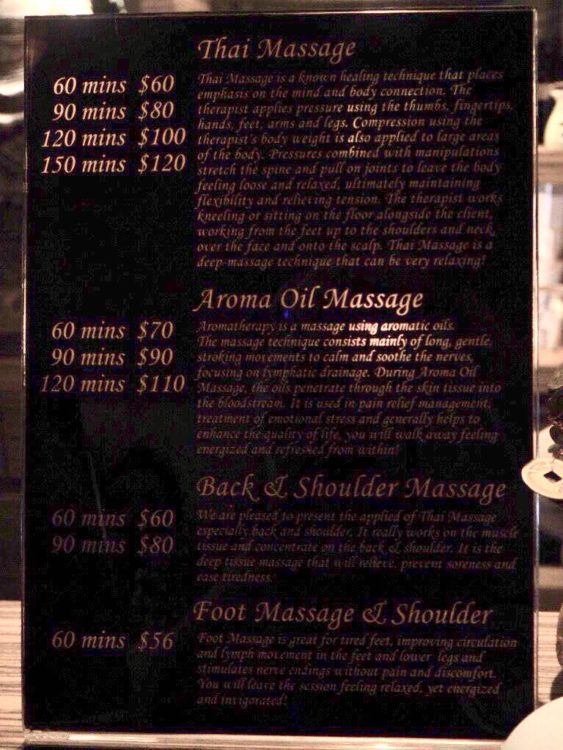 Thai Massage
60 mins $60
90 mins $80
120 mins $100
150 mins $120
Thai Massage is a known healing technique that places
emphasis on the mind and body connection. The
therapist applies pressure using the thumbs, fingertips,
hands, feet, arms and legs. Compression using the
therapist's body weight is also applied to large areas
of the body. Pressures combined with manipulations
stretch the spine and pull on joints to leave the body
feeling loose and relaxed, ultimately maintaining
flexibility and relieving tension. The therapist works
kneeling or sitting on the floor alongside the client,
working from the feet up to the shoulders and neck,
over the face and onto the scalp. Thai Massage is a
deep-massage technique that can be very relaxing!
Aroma Oil Massage
60 mins $70
90 mins $90
120 mins $110
Aromatherapy is a massage using aromatic oils.
The massage technique consists mainly of long, gentle,
stroking movements to calm and soothe the nerves,
focusing on lymphatic drainage. During Aroma Oil
Massage, the oils penetrate through the skin tissue into
the bloodstream. It is used in pain relief management,
treatment of emotional stress and generally helps to
enhance the quality of life, you will walk away feeling
energized and refreshed from within!
Back & Shoulder Massage
60 mins $60
90 mins $80
We are pleased to present the applied of Thai Massage
especially back and shoulder. It really works on the muscle
tissue and concentrate on the back & shoulder. It is the
deep tissue massage that will relieve, prevent soreness and
ease tiredness.
Foot Massage & Shoulder
60 mins $56
Foot Massage is great for tired feet, improving circulation
and lymph movement in the feet and lower legs and
stimulates nerve endings without pain and discomfort.
You will leave the session feeling relaxed, yet energized
and invigorated!